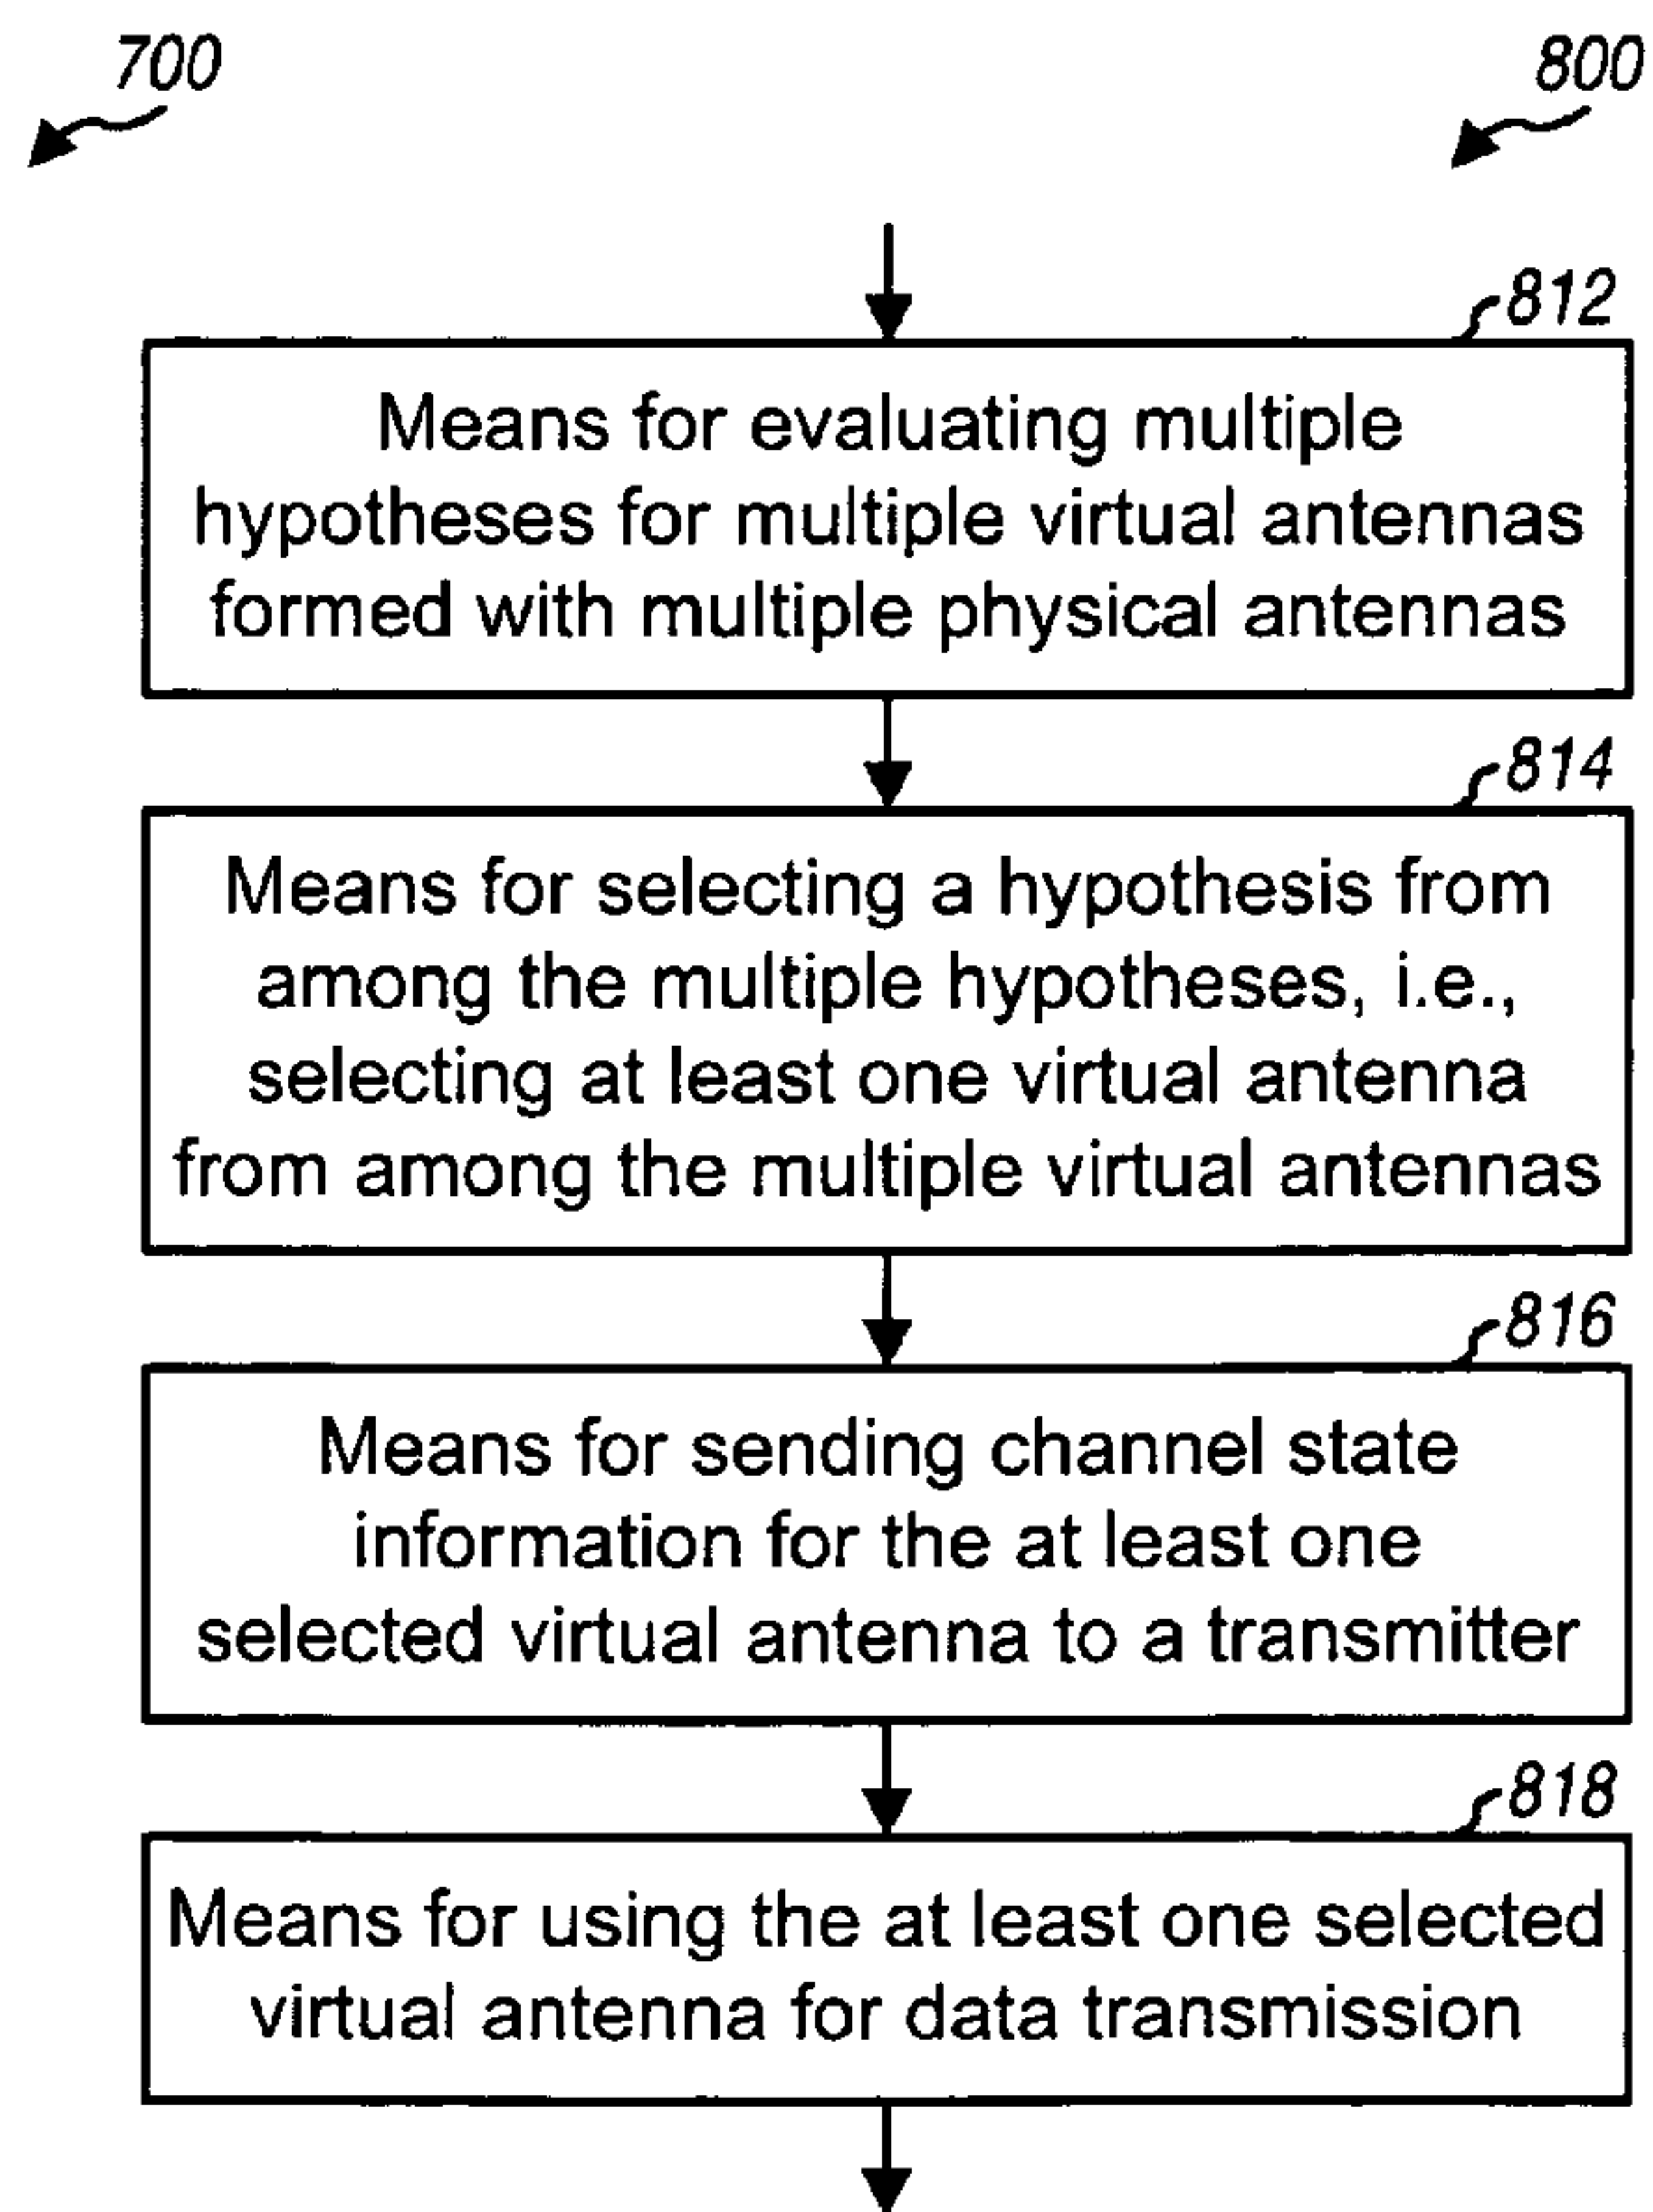 700
800
812
Means for evaluating multiple
hypotheses for multiple virtual antennas
formed with multiple physical antennas
814
Means for selecting a hypothesis from
among the multiple hypotheses, i.e.,
selecting at least one virtual antenna
from among the multiple virtual antennas
816
Means for sending channel state
information for the at least one
selected virtual antenna to a transmitter
818
Means for using the at least one selected
virtual antenna for data transmission